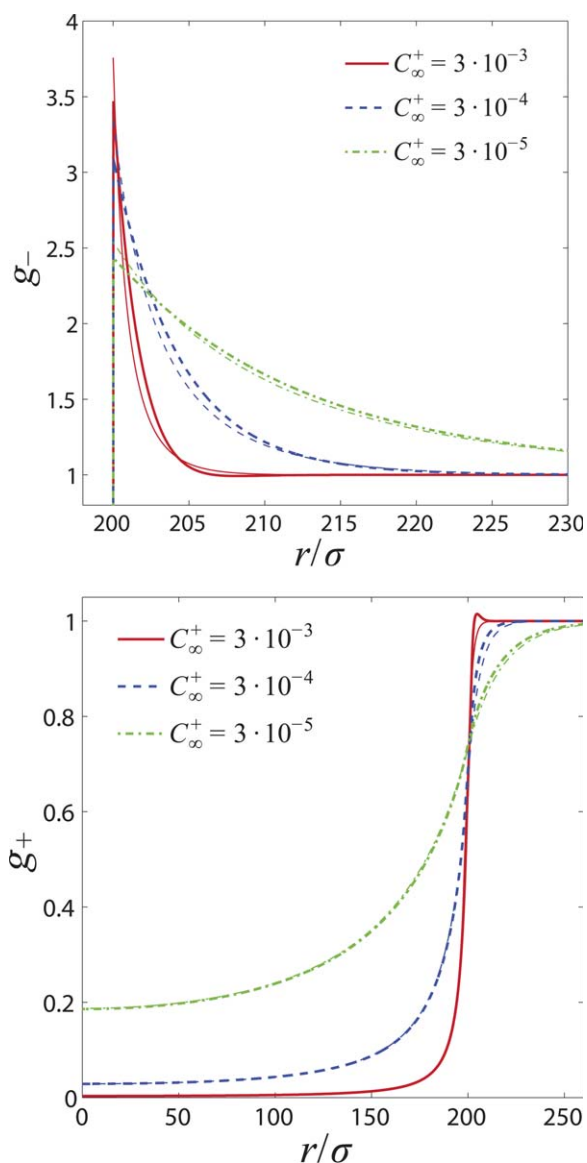 4
3.5
3
2.5
2
1.5
1
g₋
C∞⁺ = 3 · 10⁻³
C∞⁺ = 3 · 10⁻⁴
C∞⁺ = 3 · 10⁻⁵
200 205 210 215 220 225 230
r/σ
1
0.8
0.6
0.4
0.2
0
g₊
C∞⁺ = 3 · 10⁻³
C∞⁺ = 3 · 10⁻⁴
C∞⁺ = 3 · 10⁻⁵
0 50 100 150 200 250
r/σ